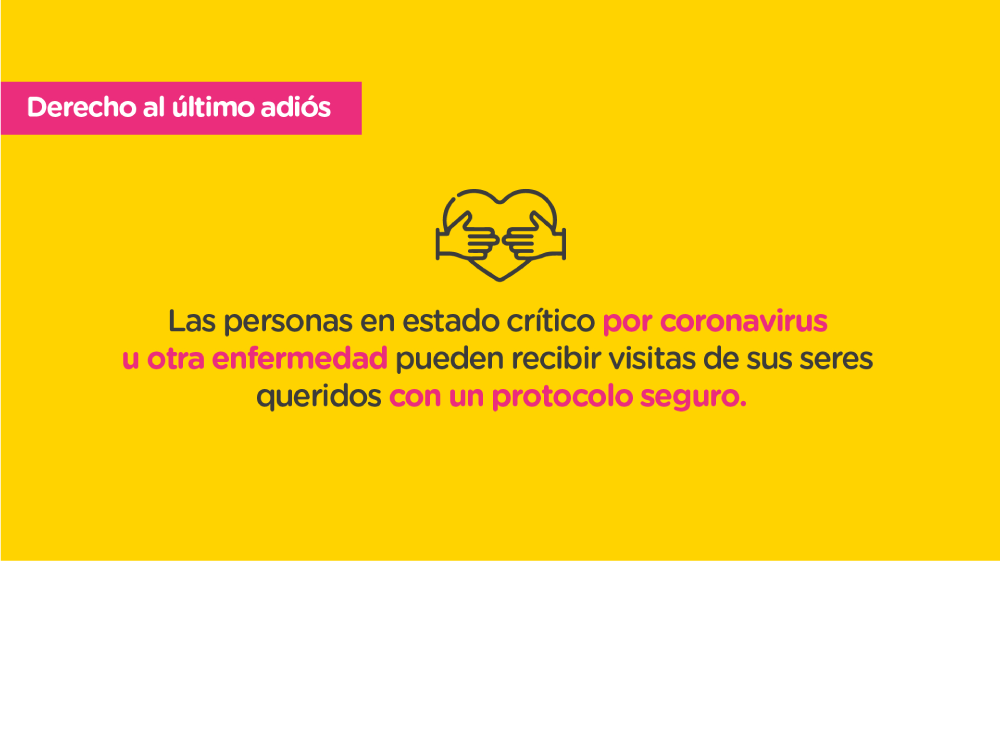 Derecho al último adiós
Las personas en estado crítico por coronavirus
u otra enfermedad pueden recibir visitas de sus seres
queridos con un protocolo seguro.